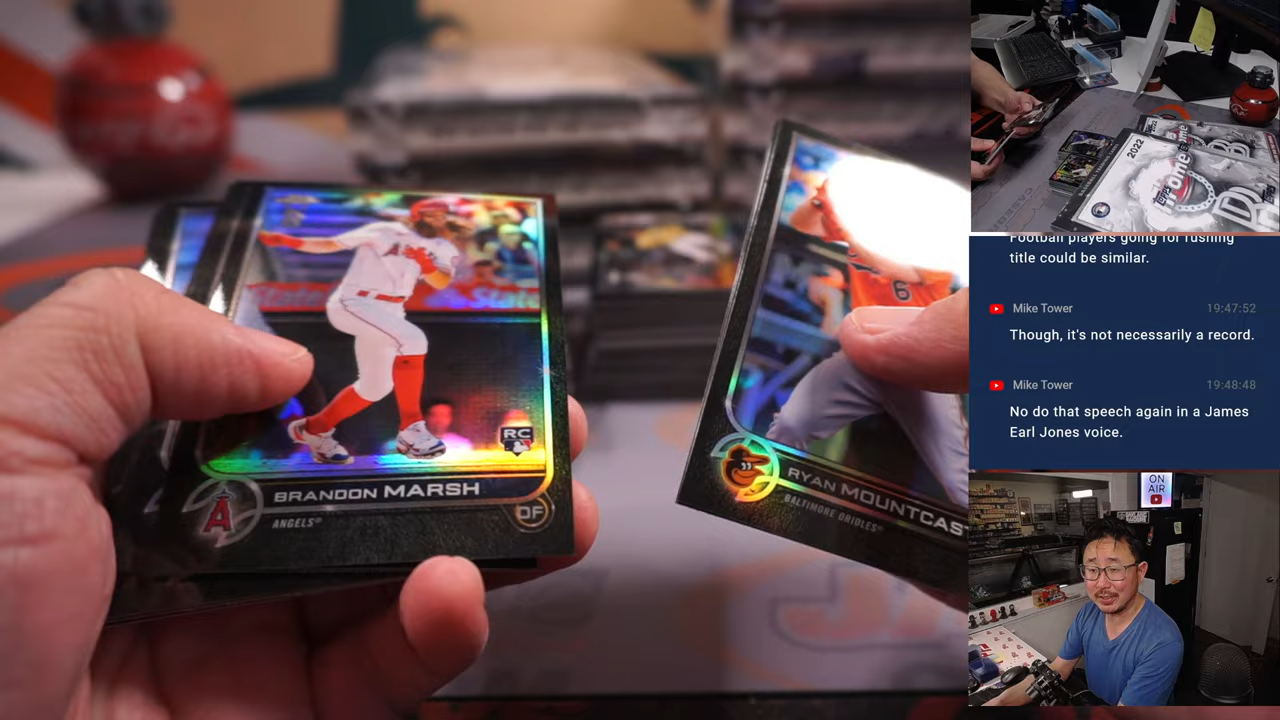 BRANDON MARSH
ANGELS®
OF
RC
A
State
RYAN MOUNTCAS
BALTIMORE ORIOLES®
6
2022
Football players going for rushing
title could be similar.
Mike Tower
19:47:52
Though, it's not necessarily a record.
Mike Tower
19:48:48
No do that speech again in a James
Earl Jones voice.
ON
AIR